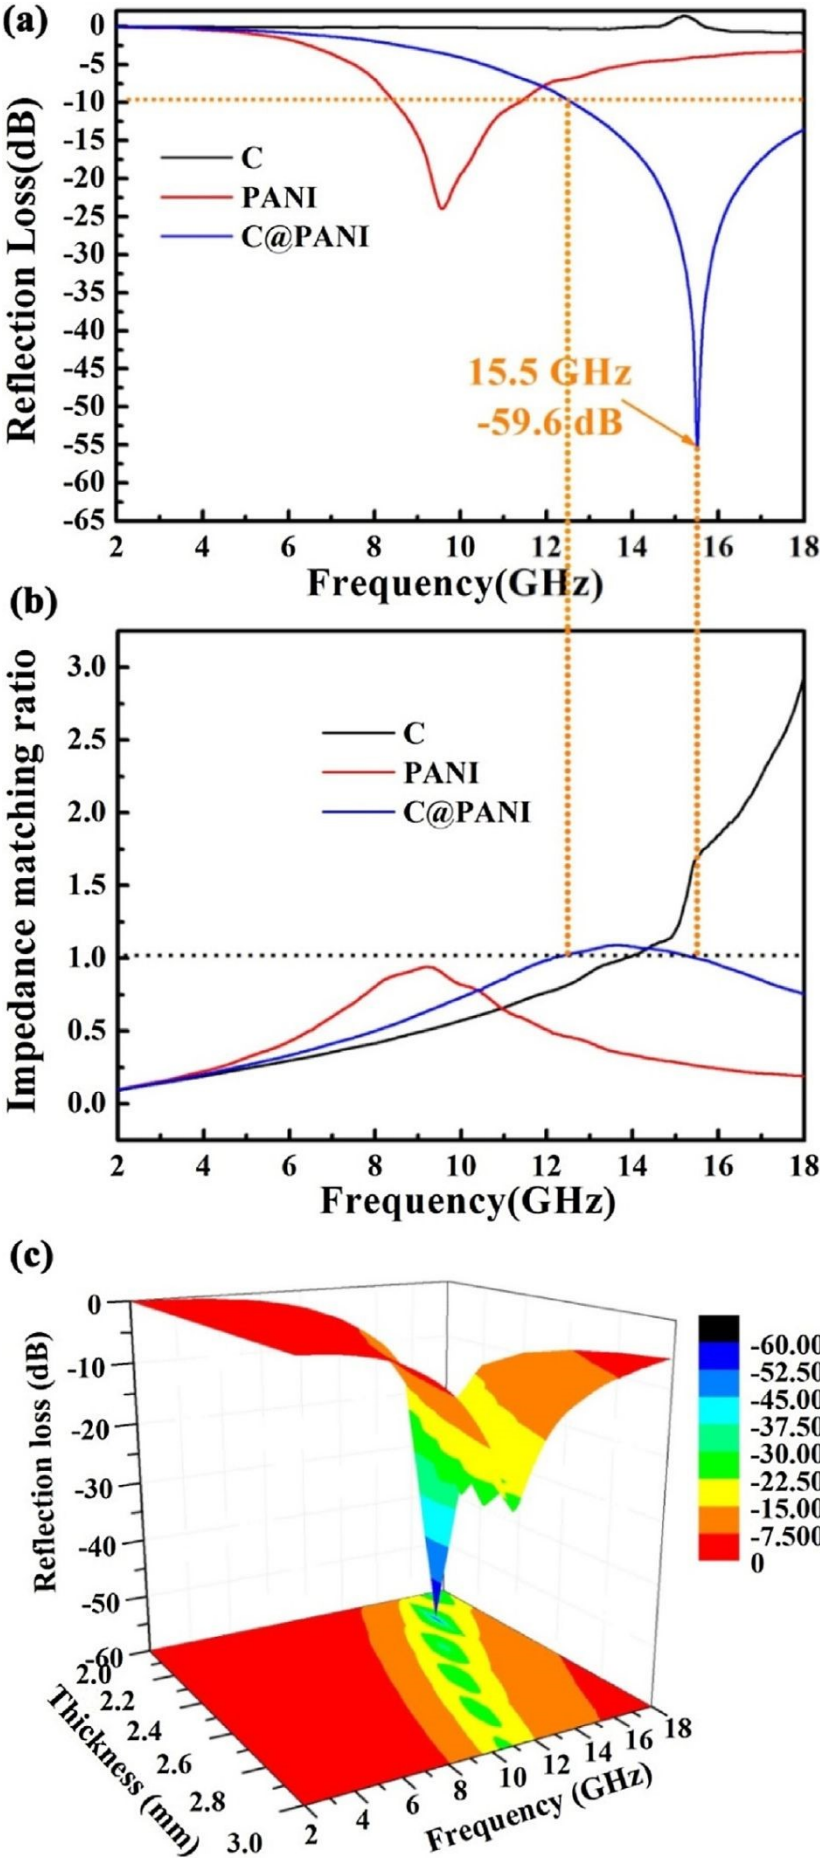 (a)
0
-5
-10
-15
-20
-25
-30
-35
-40
-45
-50
-55
-60
-65
Reflection Loss(dB)
C
PANI
C@PANI
15.5 GHz
-59.6 dB
2 4 6 8 10 12 14 16 18
Frequency(GHz)
(b)
3.0
2.5
2.0
1.5
1.0
0.5
0.0
Impedance matching ratio
C
PANI
C@PANI
2 4 6 8 10 12 14 16 18
Frequency(GHz)
(c)
0
-10
-20
-30
-40
-50
-60
Reflection loss (dB)
2.0
2.2
2.4
2.6
2.8
3.0
Thickness (mm)
2 4 6 8 10 12 14 16 18
Frequency (GHz)
-60.00
-52.50
-45.00
-37.50
-30.00
-22.50
-15.00
-7.500
0